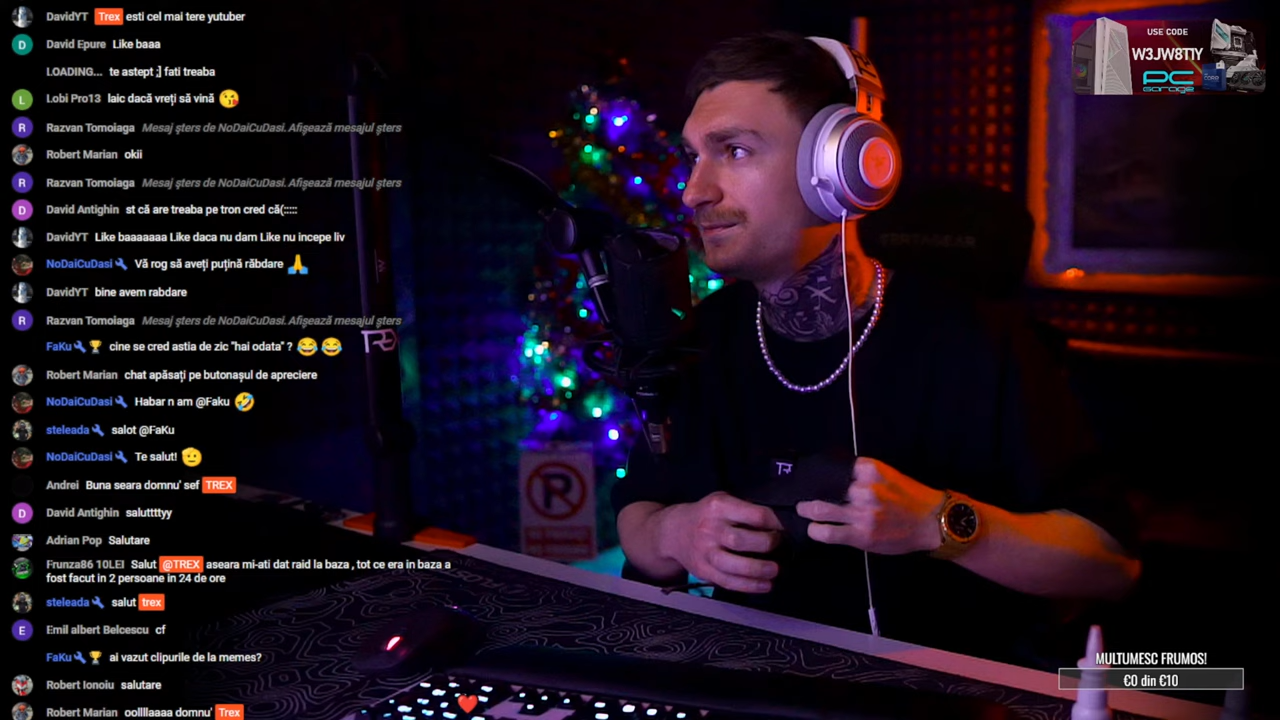 DavidYT Trex esti cel mai tere yutuber
D David Epure Like baaa
LOADING... te astept ;] fati treaba
L Lobi Pro13 laic dacă vreți să vină 😘
R Razvan Tomoiaga Mesaj șters de NoDaiCuDasi. Afișează mesajul șters
Robert Marian okii
R Razvan Tomoiaga Mesaj șters de NoDaiCuDasi. Afișează mesajul șters
D David Antighin st că are treaba pe tron cred că(:::::
DavidYT Like baaaaaaa Like daca nu dam Like nu incepe liv
NoDaiCuDasi Vă rog să aveți puțină răbdare 🙏
DavidYT bine avem rabdare
R Razvan Tomoiaga Mesaj șters de NoDaiCuDasi. Afișează mesajul șters
FaKu cine se cred astia de zic "hai odata" ? 😂 😂
Robert Marian chat apăsați pe butonașul de apreciere
NoDaiCuDasi Habar n am @Faku 🤣
steleada salot @FaKu
NoDaiCuDasi Te salut! 🫡
Andrei Buna seara domnu' sef TREX
D David Antighin saluttttyy
Adrian Pop Salutare
Frunza86 10LEI Salut @TREX aseara mi-ati dat raid la baza , tot ce era in baza a
fost facut in 2 persoane in 24 de ore
steleada salut trex
E Emil albert Belcescu cf
FaKu ai vazut clipurile de la memes?
Robert Ionoiu salutare
Robert Marian oollllaaaa domnu' Trex
USE CODE
W3JW8T1Y
PC
garage
CORE
VERTAGEAR
TR
MULTUMESC FRUMOS!
€0 din €10